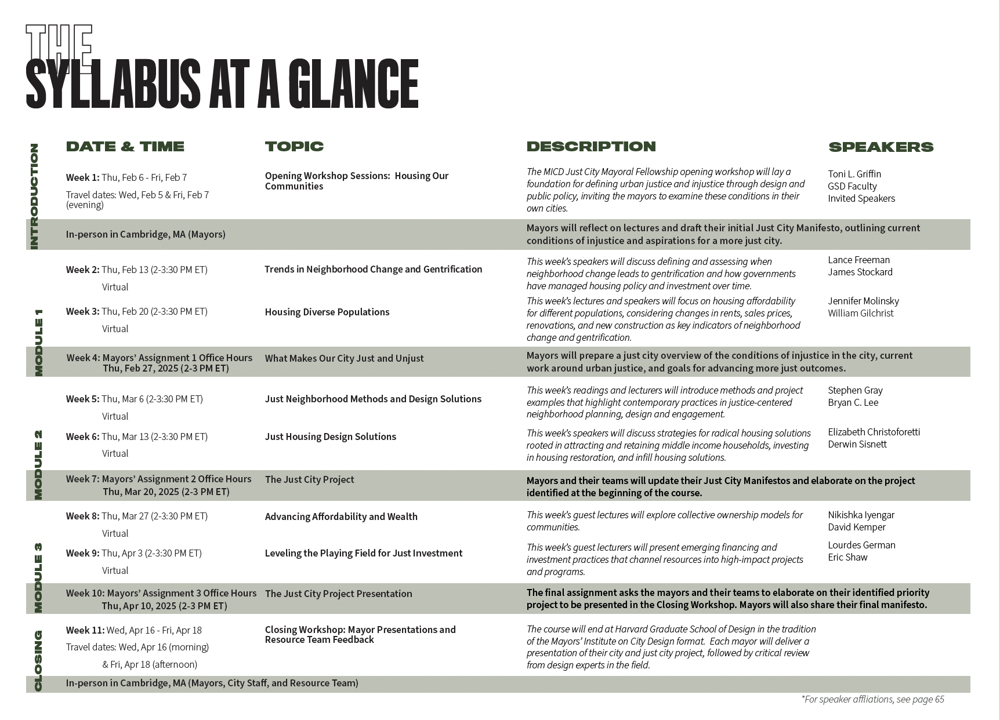 THE
SYLLABUS AT A GLANCE
DATE & TIME
TOPIC
DESCRIPTION
SPEAKERS
INTRODUCTION
Week 1: Thu, Feb 6 - Fri, Feb 7
Travel dates: Wed, Feb 5 & Fri, Feb 7
(evening)
Opening Workshop Sessions:  Housing Our
Communities
The MICD Just City Mayoral Fellowship opening workshop will lay a
foundation for defining urban justice and injustice through design and
public policy, inviting the mayors to examine these conditions in their
own cities.
Toni L. Griffin
GSD Faculty
Invited Speakers
In-person in Cambridge, MA (Mayors)
Mayors will reflect on lectures and draft their initial Just City Manifesto, outlining current
conditions of injustice and aspirations for a more just city.
MODULE 1
Week 2: Thu, Feb 13 (2-3:30 PM ET)
Virtual
Trends in Neighborhood Change and Gentrification
This week’s speakers will discuss defining and assessing when
neighborhood change leads to gentrification and how governments
have managed housing policy and investment over time.
Lance Freeman
James Stockard
Week 3: Thu, Feb 20 (2-3:30 PM ET)
Virtual
Housing Diverse Populations
This week’s lectures and speakers will focus on housing affordability
for different populations, considering changes in rents, sales prices,
renovations, and new construction as key indicators of neighborhood
change and gentrification.
Jennifer Molinsky
William Gilchrist
Week 4: Mayors’ Assignment 1 Office Hours
Thu, Feb 27, 2025 (2-3 PM ET)
What Makes Our City Just and Unjust
Mayors will prepare a just city overview of the conditions of injustice in the city, current
work around urban justice, and goals for advancing more just outcomes.
MODULE 2
Week 5: Thu, Mar 6 (2-3:30 PM ET)
Virtual
Just Neighborhood Methods and Design Solutions
This week’s readings and lecturers will introduce methods and project
examples that highlight contemporary practices in justice-centered
neighborhood planning, design and engagement.
Stephen Gray
Bryan C. Lee
Week 6: Thu, Mar 13 (2-3:30 PM ET)
Virtual
Just Housing Design Solutions
This week’s speakers will discuss strategies for radical housing solutions
rooted in attracting and retaining middle income households, investing
in housing restoration, and infill housing solutions.
Elizabeth Christoforetti
Derwin Sisnett
Week 7: Mayors’ Assignment 2 Office Hours
Thu, Mar 20, 2025 (2-3 PM ET)
The Just City Project
Mayors and their teams will update their Just City Manifestos and elaborate on the project
identified at the beginning of the course.
MODULE 3
Week 8: Thu, Mar 27 (2-3:30 PM ET)
Virtual
Advancing Affordability and Wealth
This week’s guest lectures will explore collective ownership models for
communities.
Nikishka Iyengar
David Kemper
Week 9: Thu, Apr 3 (2-3:30 PM ET)
Virtual
Leveling the Playing Field for Just Investment
This week’s guest lecturers will present emerging financing and
investment practices that channel resources into high-impact projects
and programs.
Lourdes German
Eric Shaw
Week 10: Mayors’ Assignment 3 Office Hours
Thu, Apr 10, 2025 (2-3 PM ET)
The Just City Project Presentation
The final assignment asks the mayors and their teams to elaborate on their identified priority
project to be presented in the Closing Workshop. Mayors will also share their final manifesto.
CLOSING
Week 11: Wed, Apr 16 - Fri, Apr 18
Travel dates: Wed, Apr 16 (morning)
& Fri, Apr 18 (afternoon)
Closing Workshop: Mayor Presentations and
Resource Team Feedback
The course will end at Harvard Graduate School of Design in the tradition
of the Mayors’ Institute on City Design format.  Each mayor will deliver a
presentation of their city and just city project, followed by critical review
from design experts in the field.
In-person in Cambridge, MA (Mayors, City Staff, and Resource Team)
*For speaker affliations, see page 65